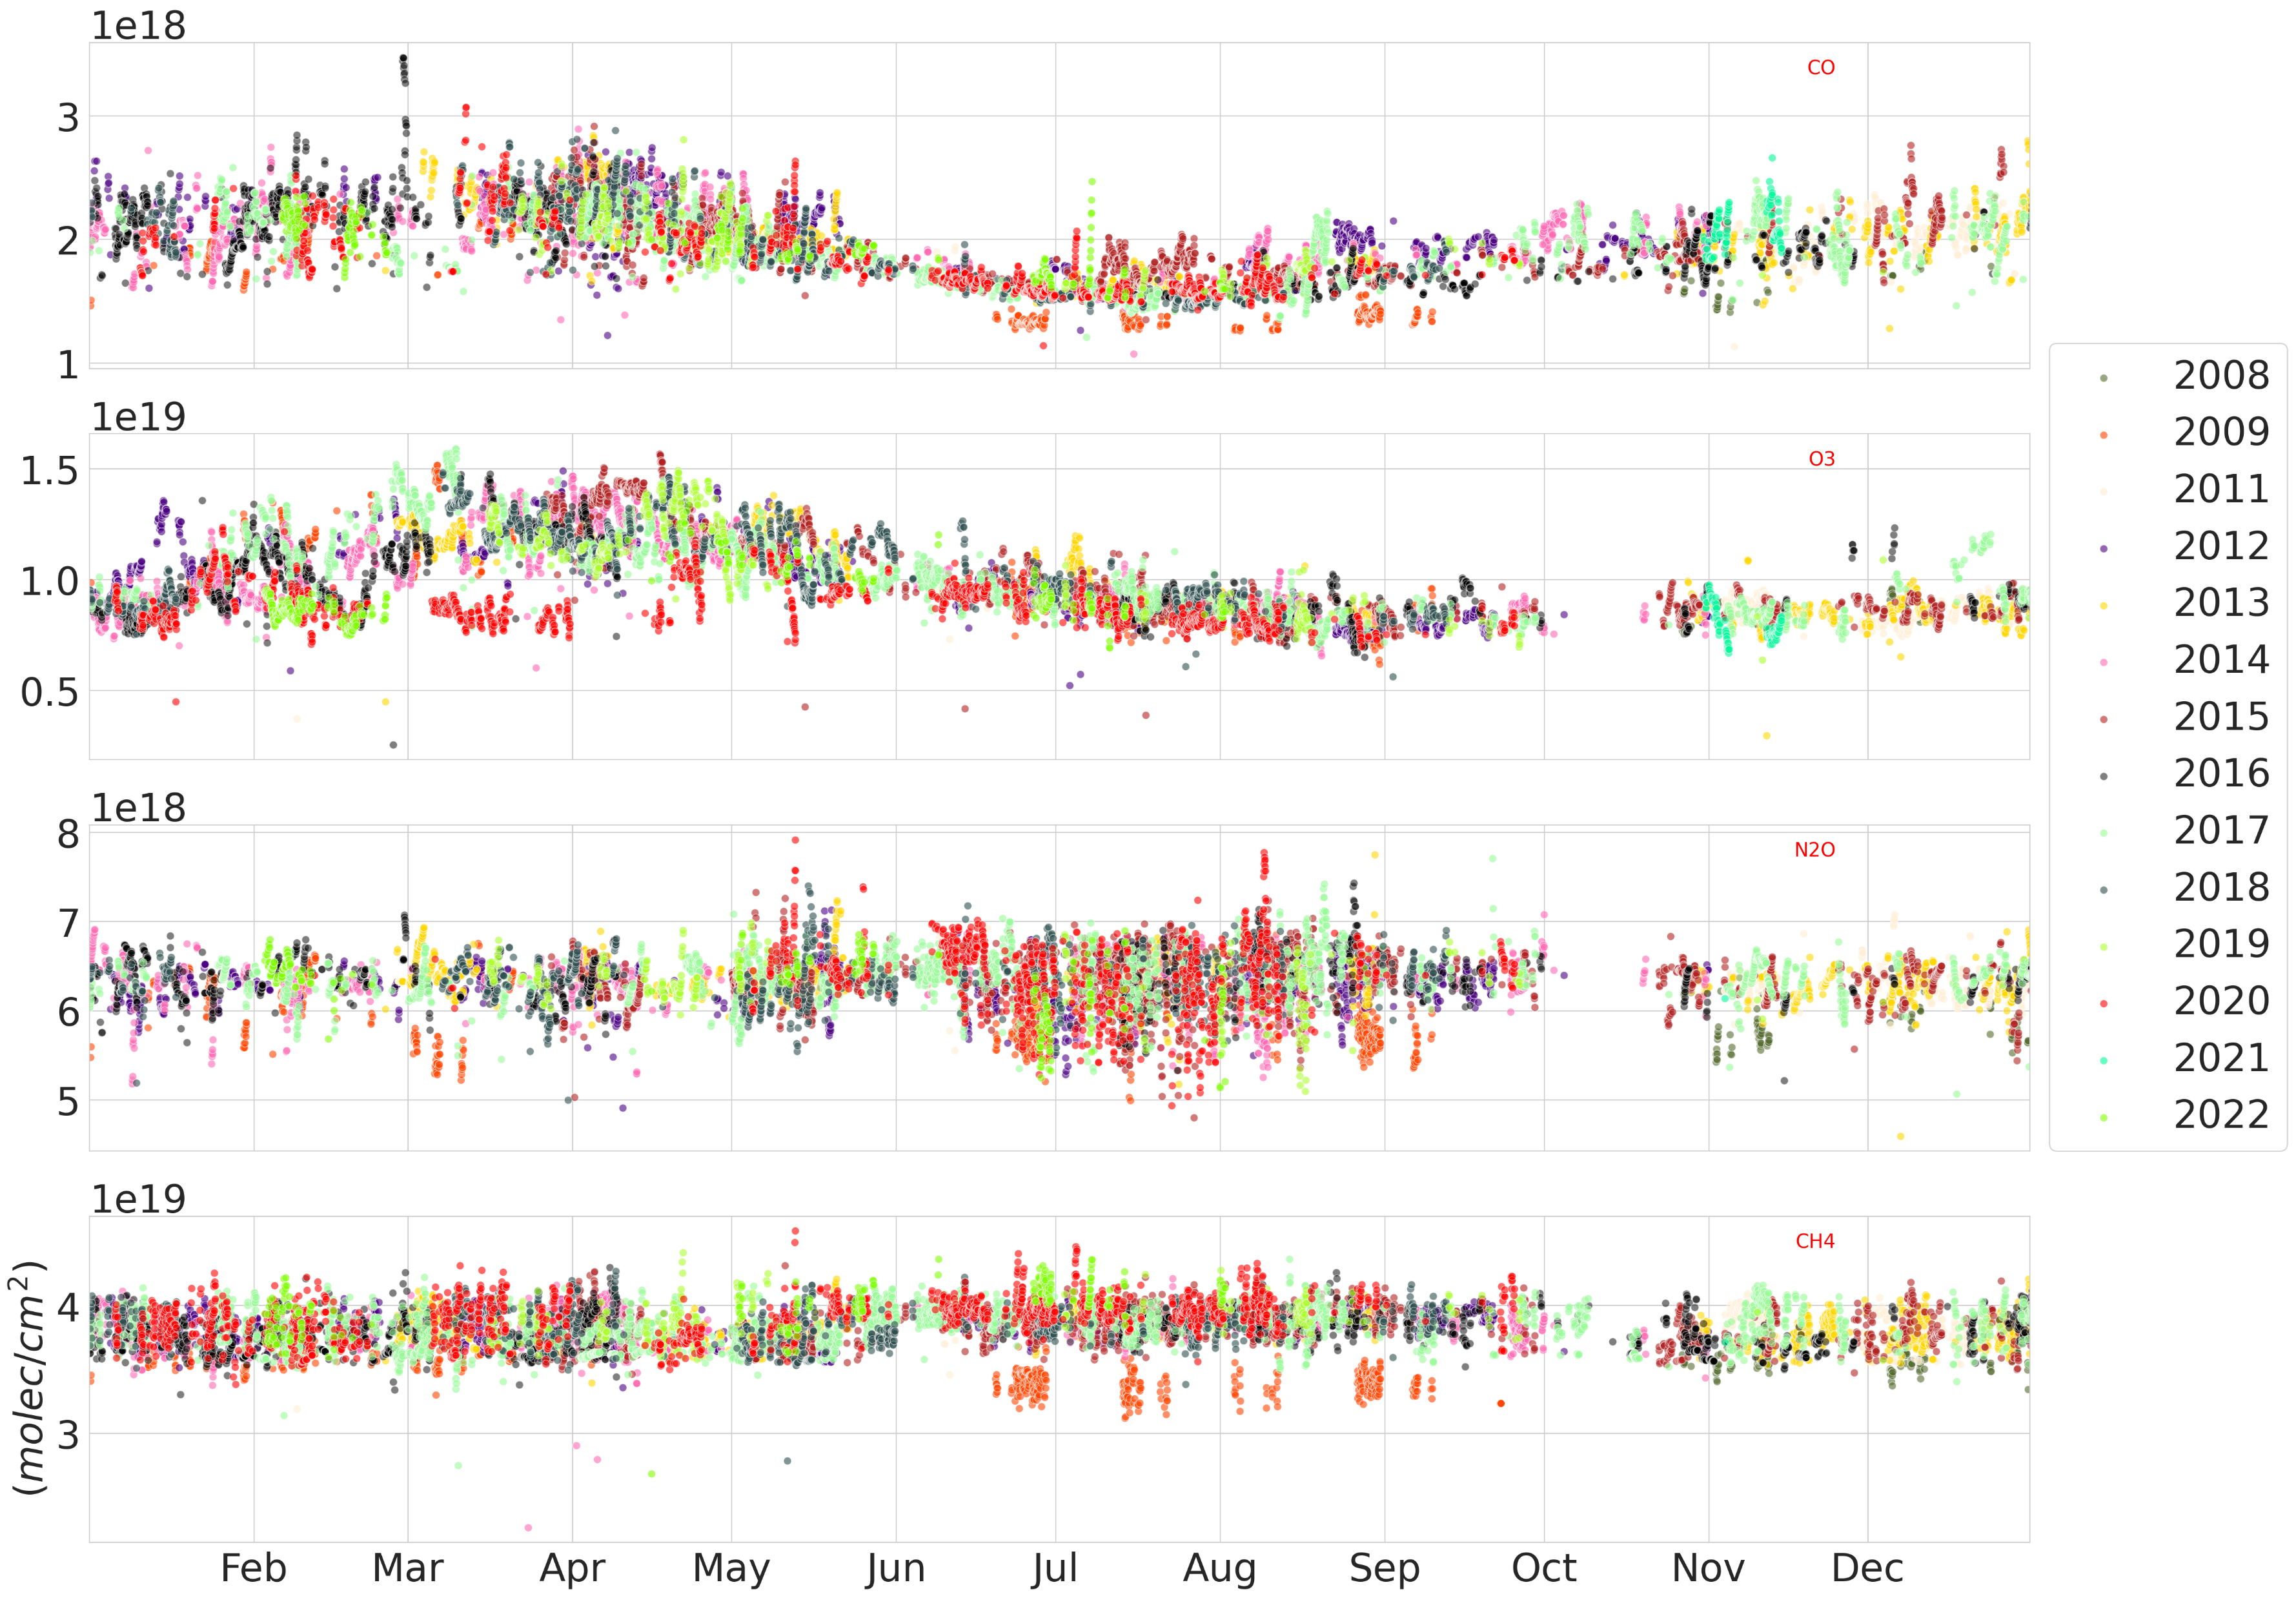 1e18
CO
3
2
1
1e19
O3
1.5
1.0
0.5
1e18
N2O
8
7
6
5
1e19
CH4
4
3
(molec/cm²)
Feb Mar Apr May Jun Jul Aug Sep Oct Nov Dec
2008
2009
2011
2012
2013
2014
2015
2016
2017
2018
2019
2020
2021
2022